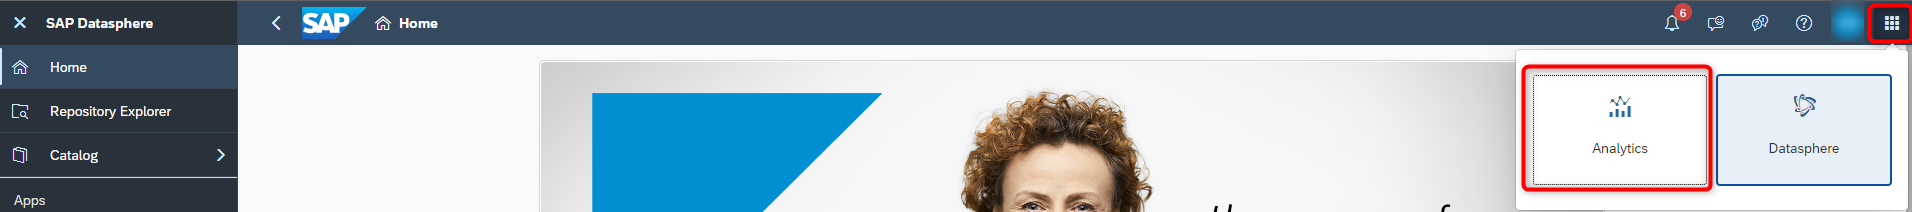 SAP Datasphere
SAP
Home
6
Home
Repository Explorer
Catalog
Apps
Analytics
Datasphere